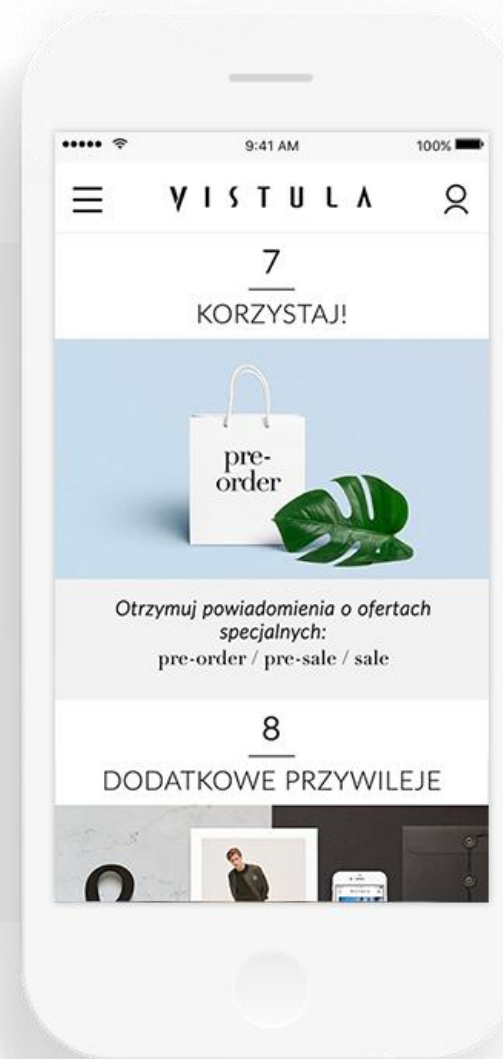 9:41 AM 100%
VISTULA
7
KORZYSTAJ!
pre-
order
Otrzymuj powiadomienia o ofertach
specjalnych:
pre-order / pre-sale / sale
8
DODATKOWE PRZYWILEJE